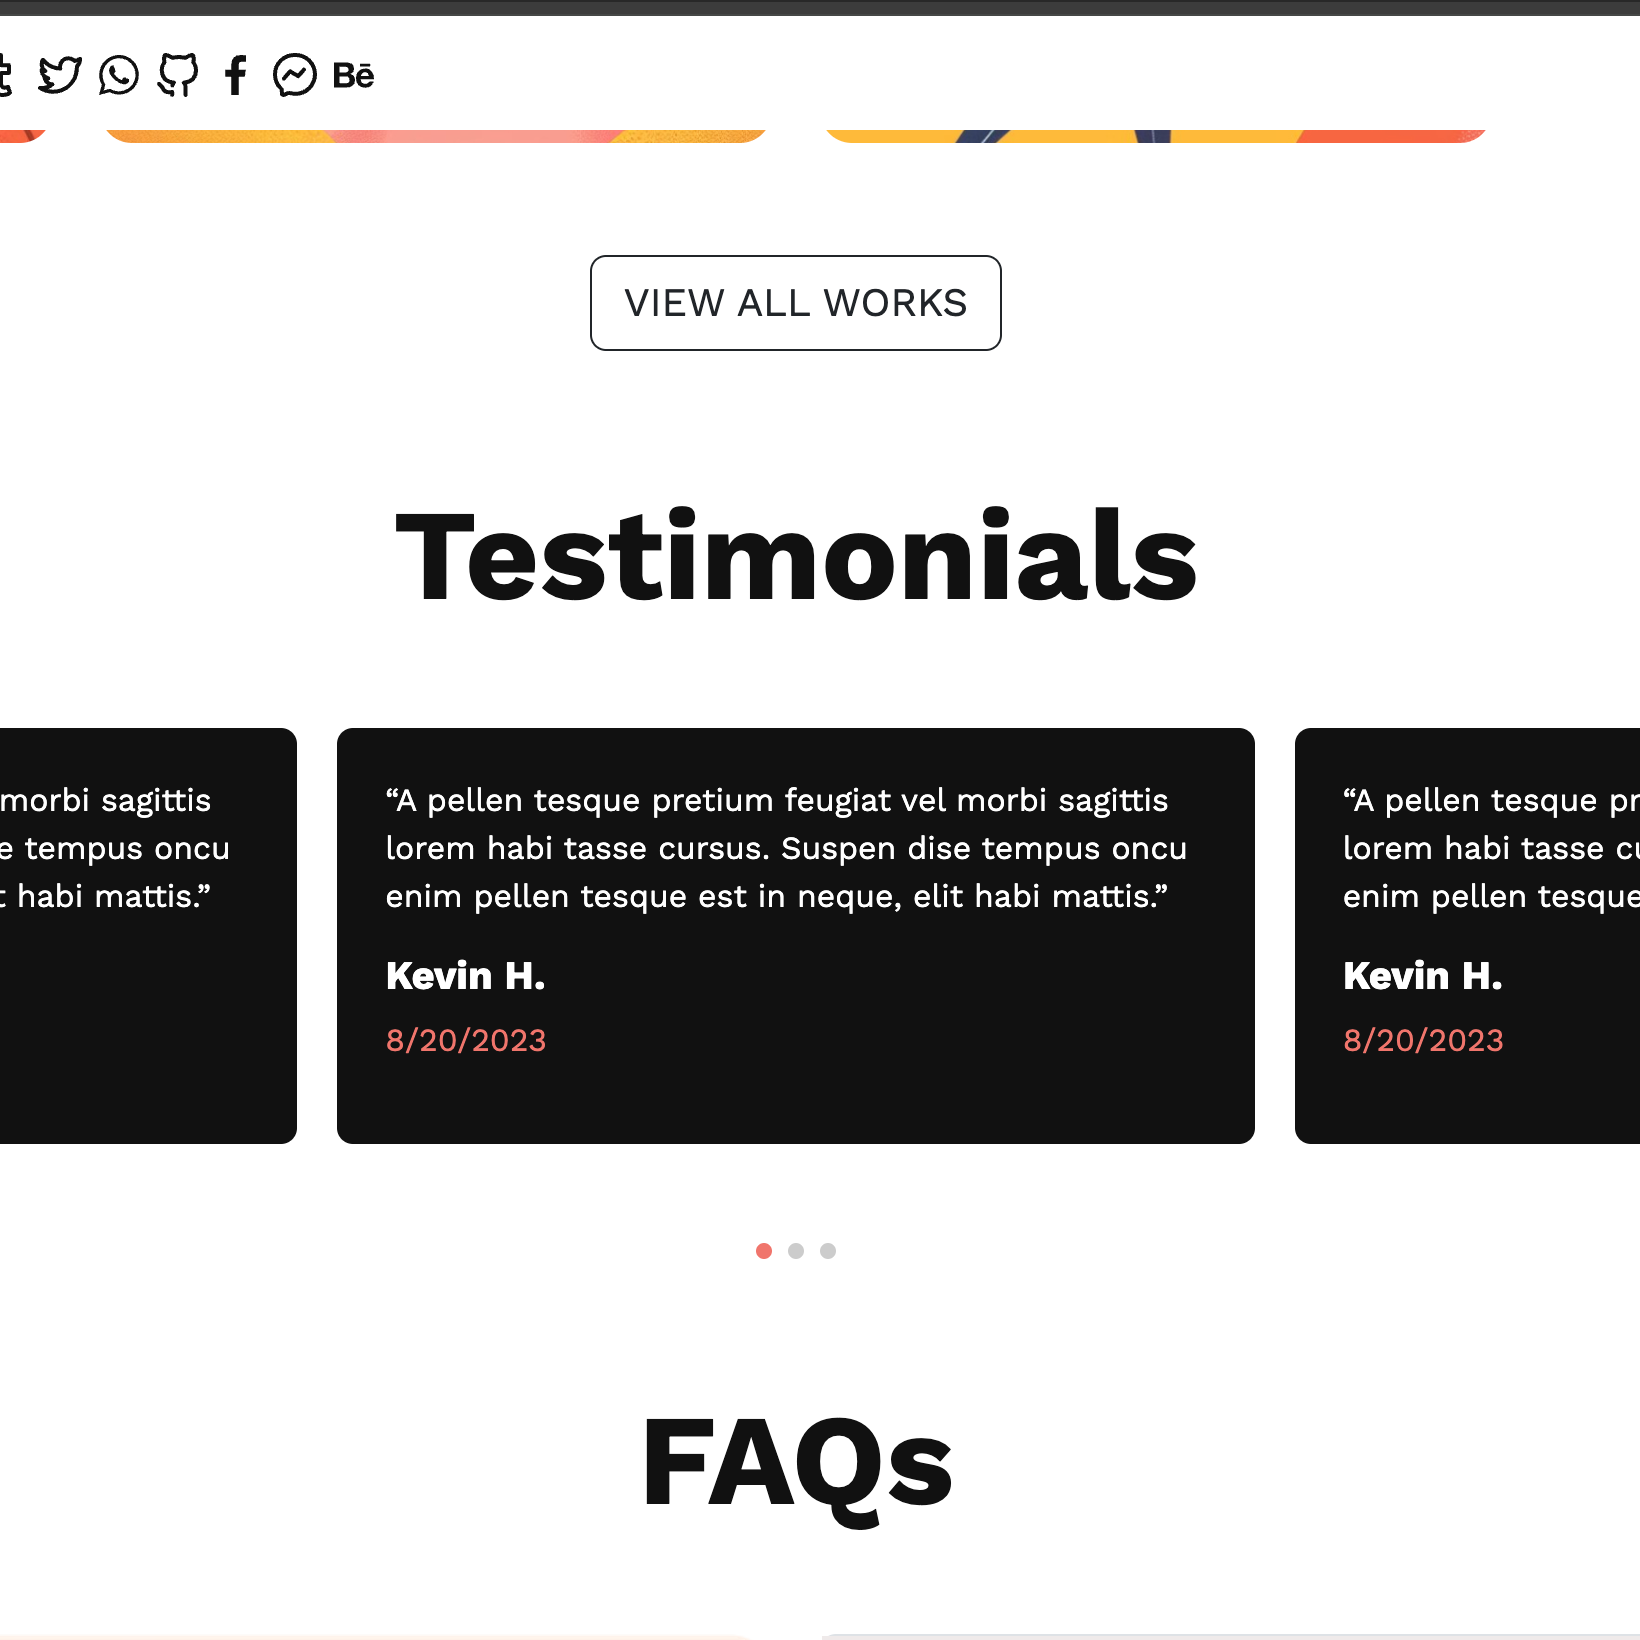 Bē
VIEW ALL WORKS
Testimonials
morbi sagittis
e tempus oncu
t habi mattis.”
“A pellen tesque pretium feugiat vel morbi sagittis
lorem habi tasse cursus. Suspen dise tempus oncu
enim pellen tesque est in neque, elit habi mattis.”
Kevin H.
8/20/2023
“A pellen tesque pr
lorem habi tasse cu
enim pellen tesque
Kevin H.
8/20/2023
FAQs